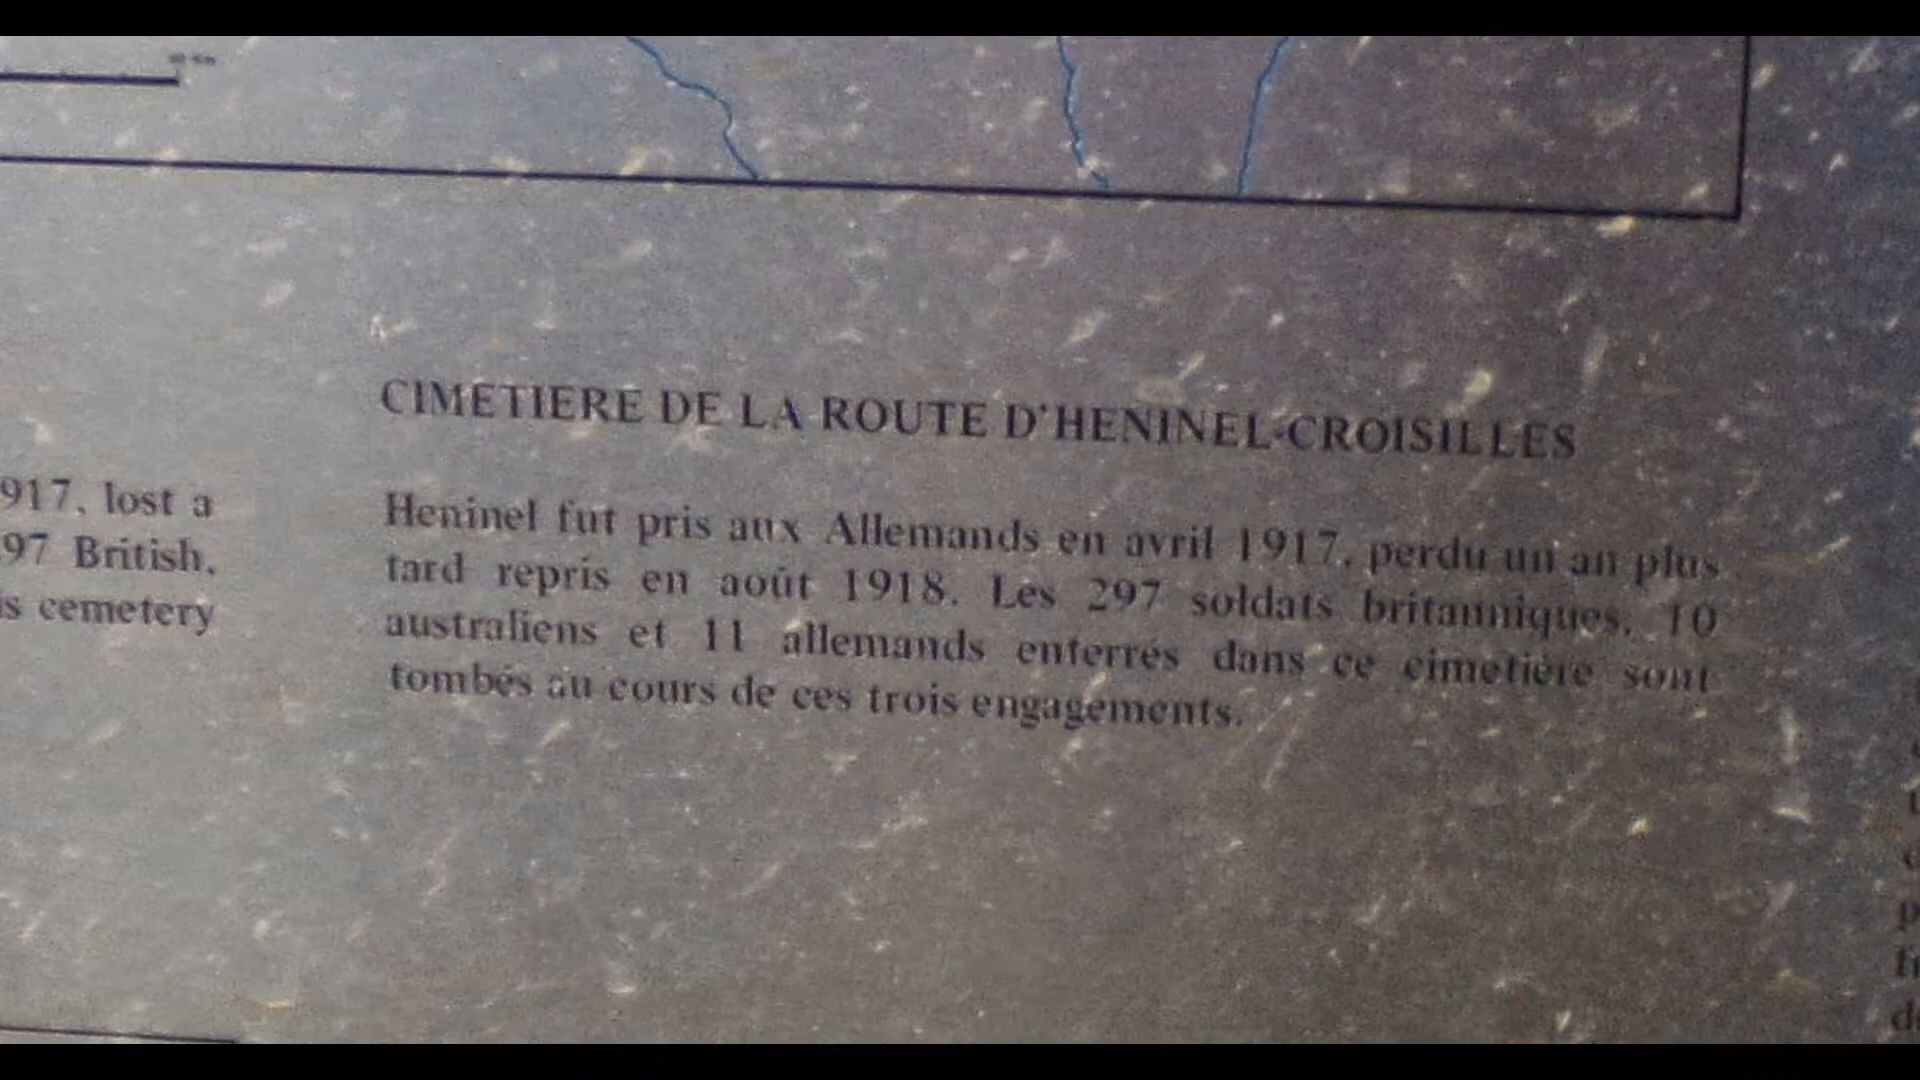 917, lost a
97 British,
is cemetery
CIMETIERE DE LA ROUTE D'HENINEL-CROISILLES
Heninel fut pris aux Allemands en avril 1917, perdu un an plus
tard repris en août 1918. Les 297 soldats britanniques, 10
australiens et 11 allemands enterrés dans ce cimetière sont
tombés au cours de ces trois engagements.